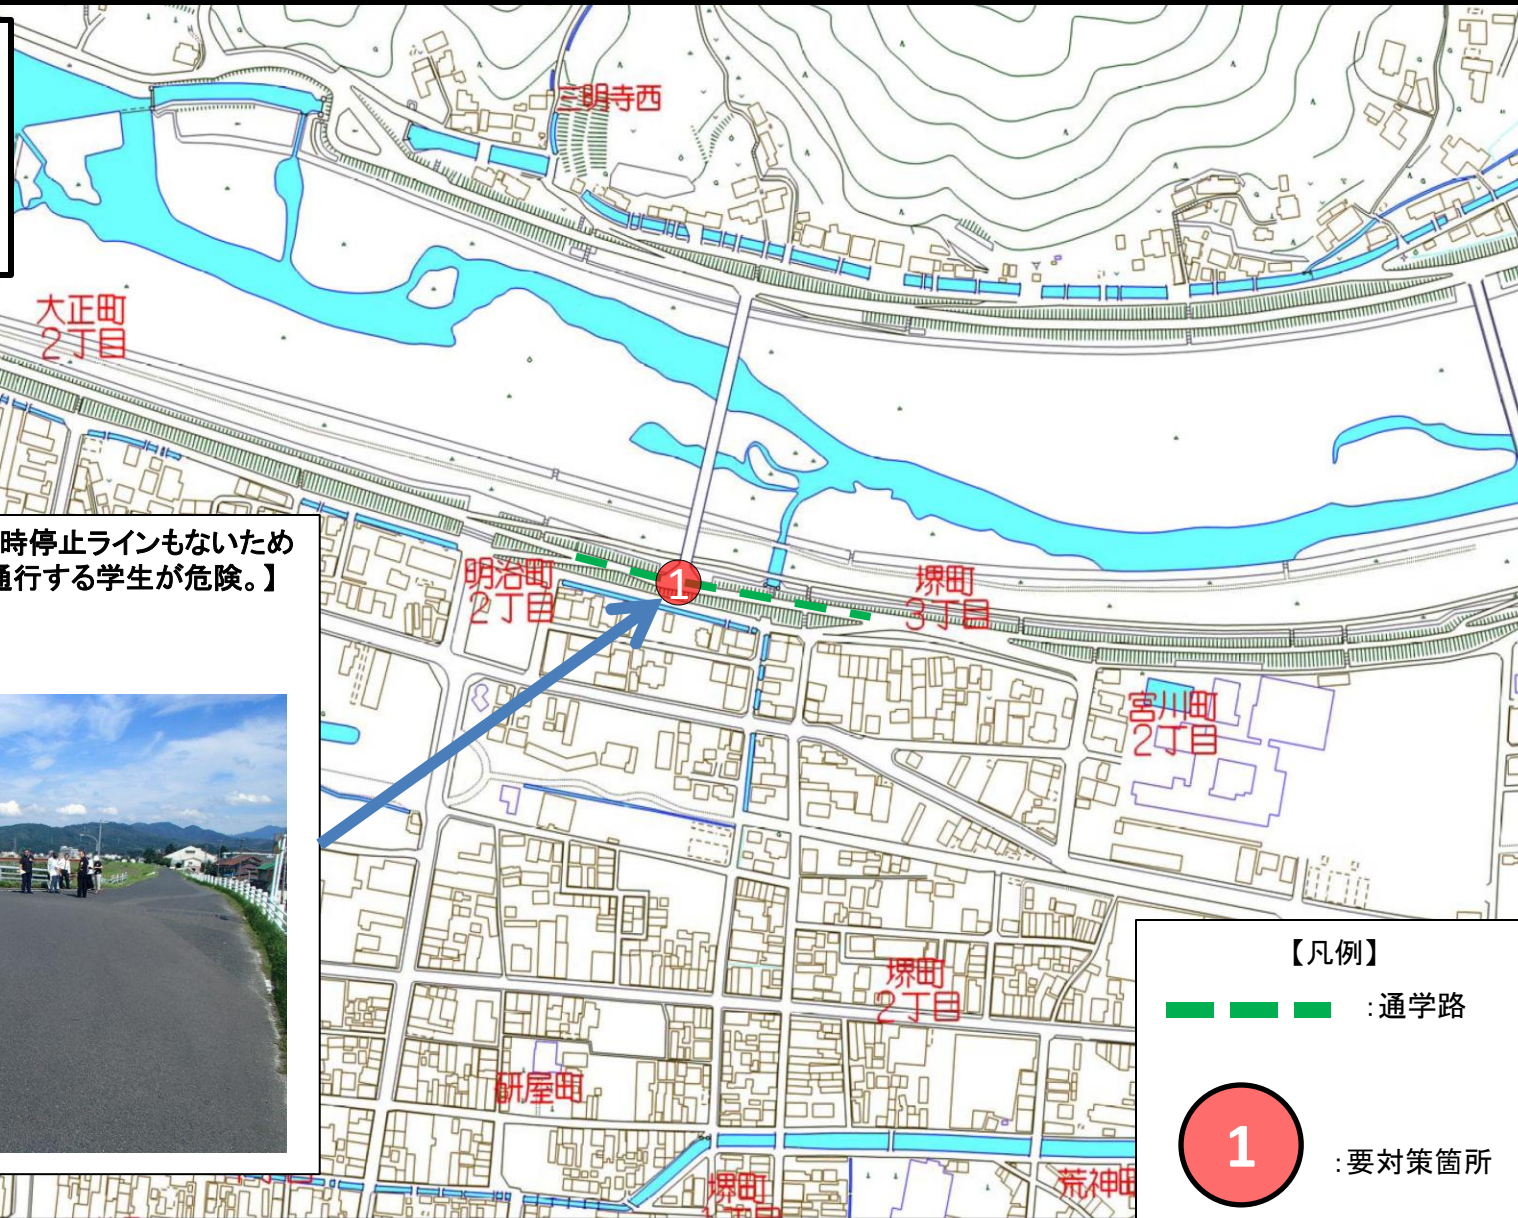 三明寺西
大正町
2丁目
時停止ラインもないため
通行する学生が危険。】
明治町
2丁目
1
堺町
3丁目
宮川町
2丁目
堺町
2丁目
研屋町
堺町
荒神
【凡例】
:通学路
1
:要対策箇所